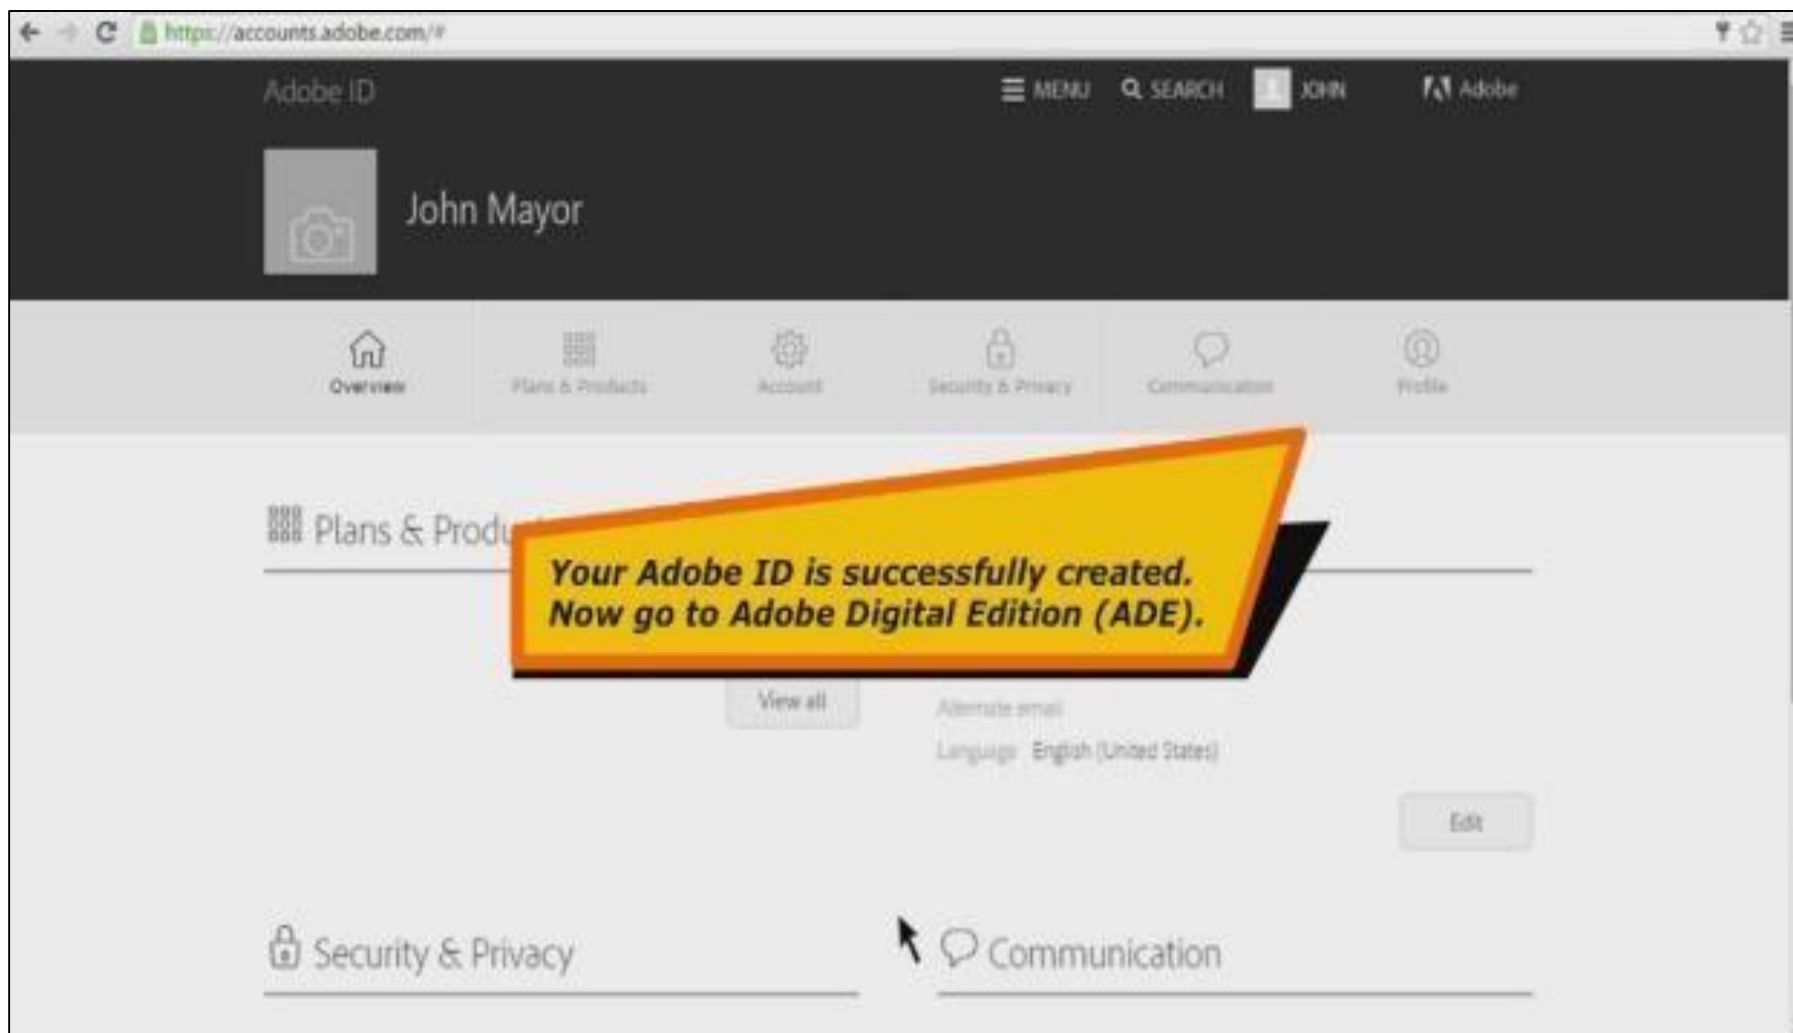 https://accounts.adobe.com/#
Adobe ID
MENU
SEARCH
JOHN
Adobe
John Mayor
Overview
Plans & Products
Account
Security & Privacy
Communication
Profile
Plans & Produ
Your Adobe ID is successfully created.
Now go to Adobe Digital Edition (ADE).
View all
Alternate email
Language English (United States)
Edit
Security & Privacy
Communication